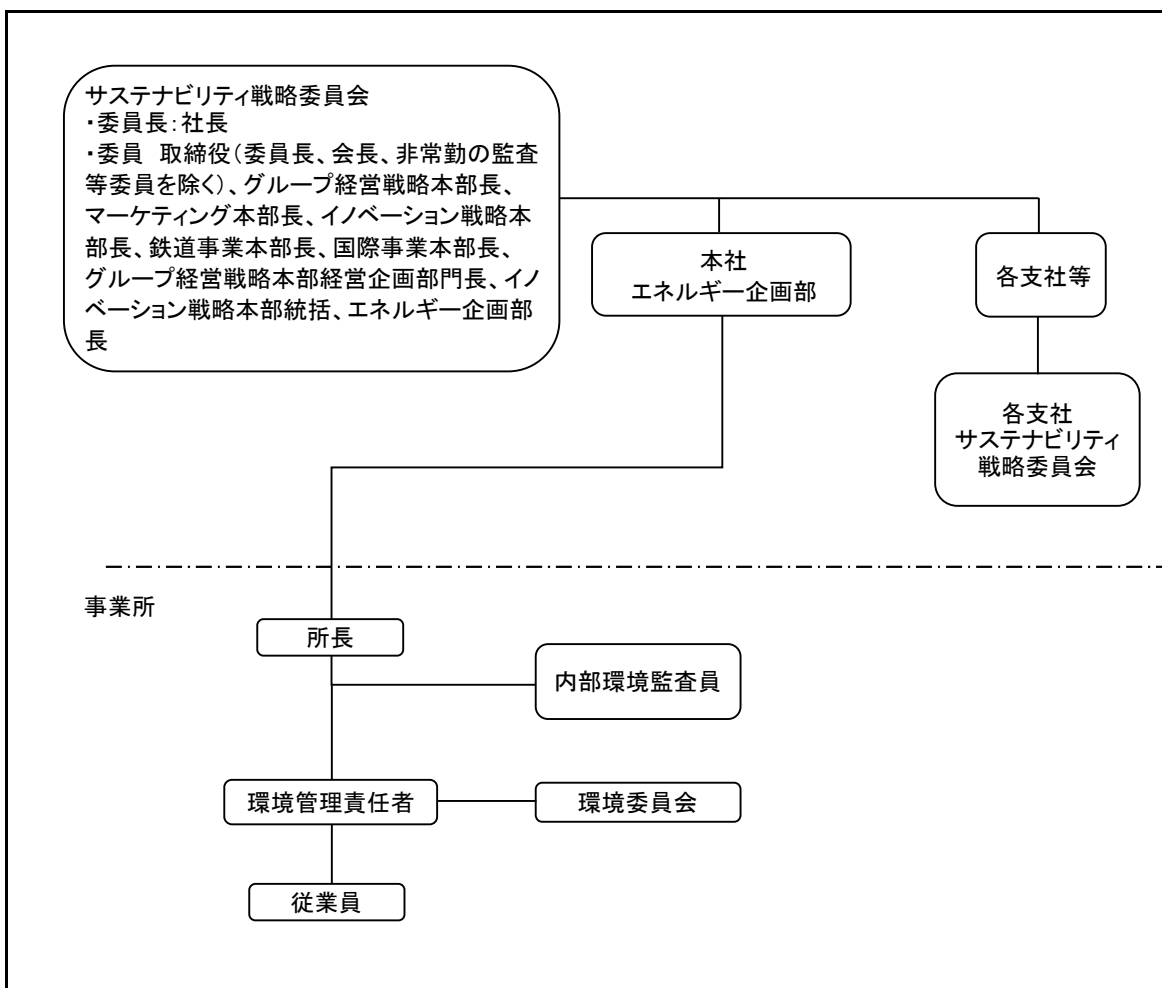 サステナビリティ戦略委員会
・委員長：社長
・委員　取締役（委員長、会長、非常勤の監査
等委員を除く）、グループ経営戦略本部長、
マーケティング本部長、イノベーション戦略本
部長、鉄道事業本部長、国際事業本部長、
グループ経営戦略本部経営企画部門長、イノ
ベーション戦略本部統括、エネルギー企画部
長
本社
エネルギー企画部
各支社等
各支社
サステナビリティ
戦略委員会
事業所
所長
内部環境監査員
環境管理責任者
環境委員会
従業員